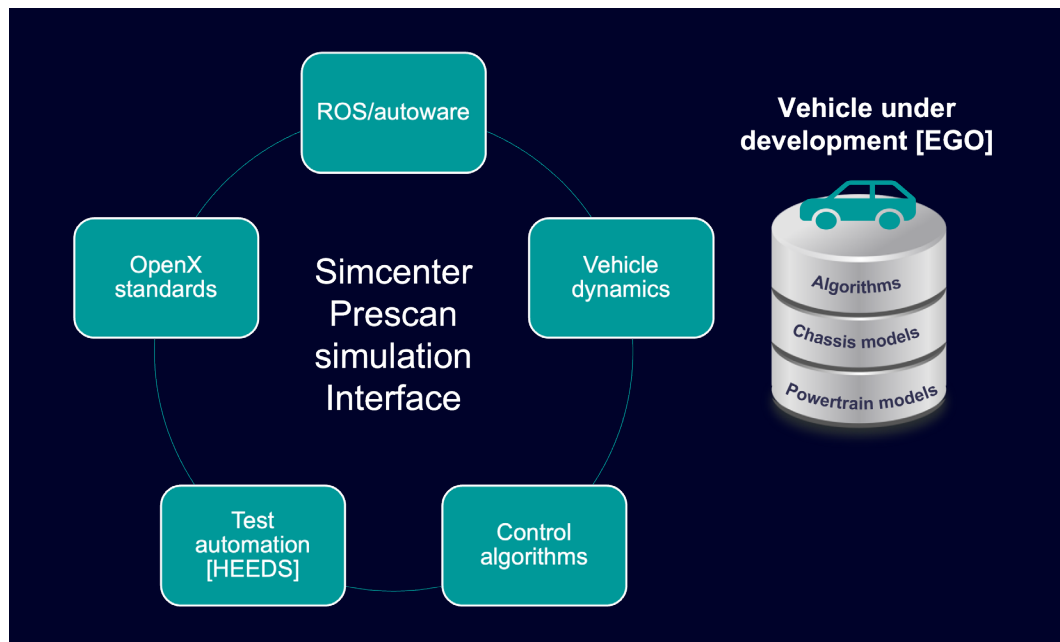 ROS/autoware
Vehicle under
development [EGO]
OpenX
standards
Simcenter
Prescan
simulation
Interface
Vehicle
dynamics
Algorithms
Chassis models
Powertrain models
Test
automation
[HEEDS]
Control
algorithms